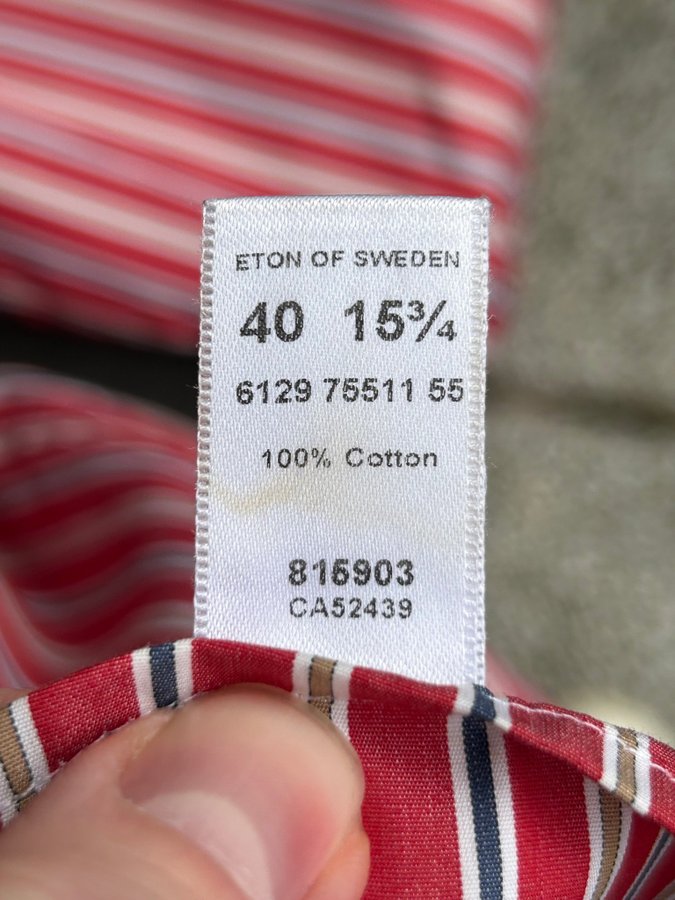 ETON OF SWEDEN
40 15¾
6129 75511 55
100% Cotton
815903
CA52439